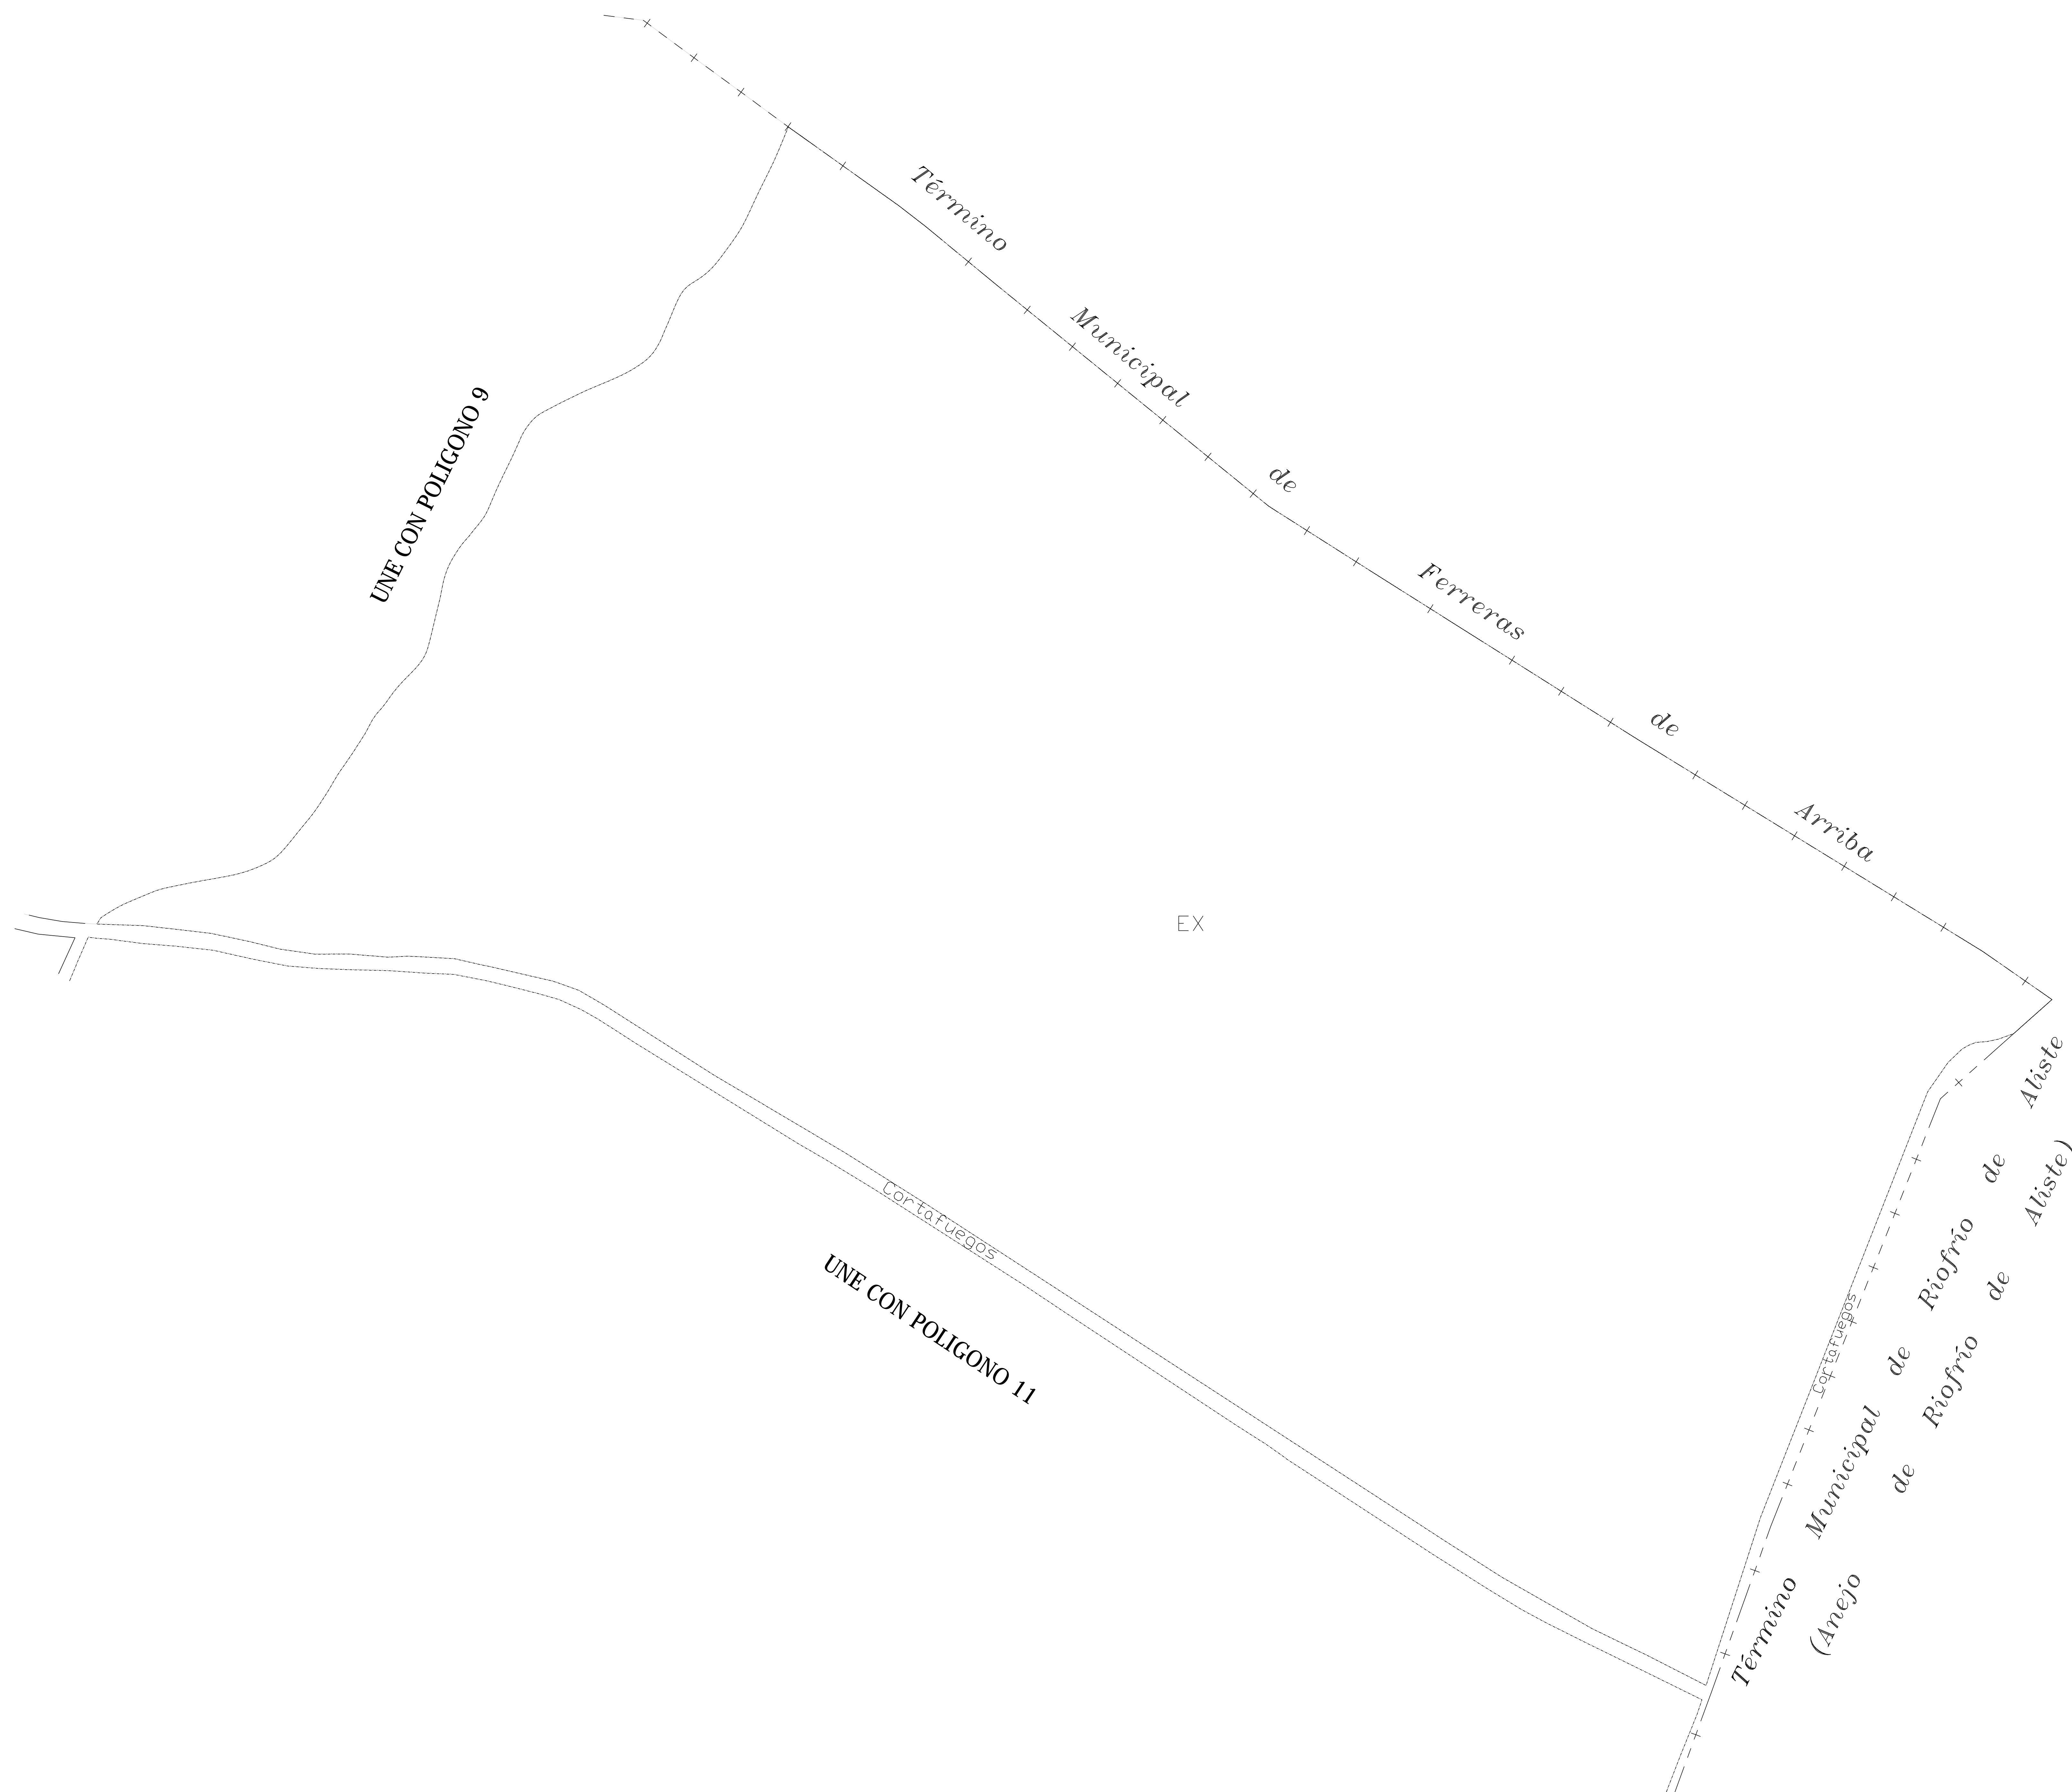 Término Municipal de Ferreras de Arriba
UNE CON POLIGONO 9
EX
Cortafuegos
UNE CON POLIGONO 11
Cortafuegos
Término Municipal de Riofrío de Aliste
(Anejo de Riofrío de Aliste)